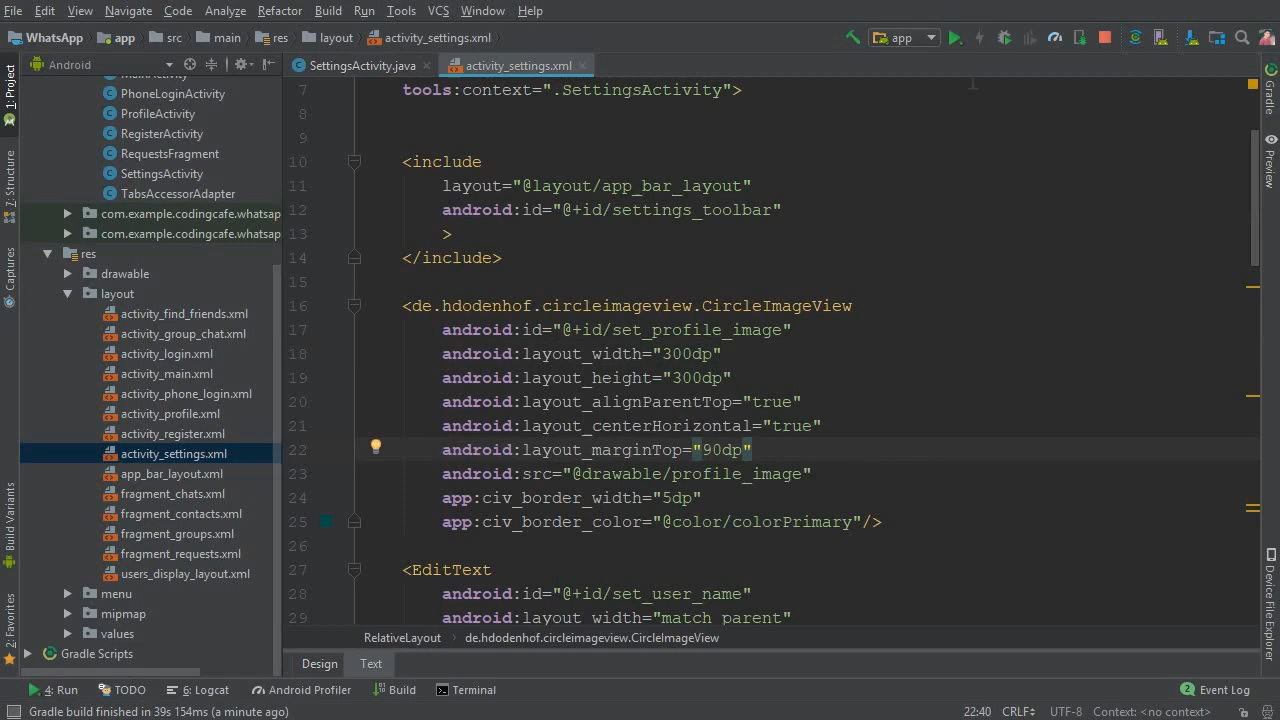 File Edit View Navigate Code Analyze Refactor Build Run Tools VCS Window Help
WhatsApp app src main res layout activity_settings.xml app
Android SettingsActivity.java activity_settings.xml
1: Project
Z: Structure
Captures
Build Variants
2: Favorites
MainActivity
PhoneLoginActivity
ProfileActivity
RegisterActivity
RequestsFragment
SettingsActivity
TabsAccessorAdapter
com.example.codingcafe.whatsap
com.example.codingcafe.whatsap
res
drawable
layout
activity_find_friends.xml
activity_group_chat.xml
activity_login.xml
activity_main.xml
activity_phone_login.xml
activity_profile.xml
activity_register.xml
activity_settings.xml
app_bar_layout.xml
fragment_chats.xml
fragment_contacts.xml
fragment_groups.xml
fragment_requests.xml
users_display_layout.xml
menu
mipmap
values
Gradle Scripts
7 tools:context=".SettingsActivity">
8
9
10 <include
11 layout="@layout/app_bar_layout"
12 android:id="@+id/settings_toolbar"
13 >
14 </include>
15
16 <de.hdodenhof.circleimageview.CircleImageView
17 android:id="@+id/set_profile_image"
18 android:layout_width="300dp"
19 android:layout_height="300dp"
20 android:layout_alignParentTop="true"
21 android:layout_centerHorizontal="true"
22 android:layout_marginTop="90dp"
23 android:src="@drawable/profile_image"
24 app:civ_border_width="5dp"
25 app:civ_border_color="@color/colorPrimary"/>
26
27 <EditText
28 android:id="@+id/set_user_name"
29 android:layout_width="match_parent"
RelativeLayout de.hdodenhof.circleimageview.CircleImageView
Design Text
Gradle
Preview
Device File Explorer
4: Run TODO 6: Logcat Android Profiler Build Terminal 2 Event Log
Gradle build finished in 39s 154ms (a minute ago) 22:40 CRLF UTF-8 Context: <no context>